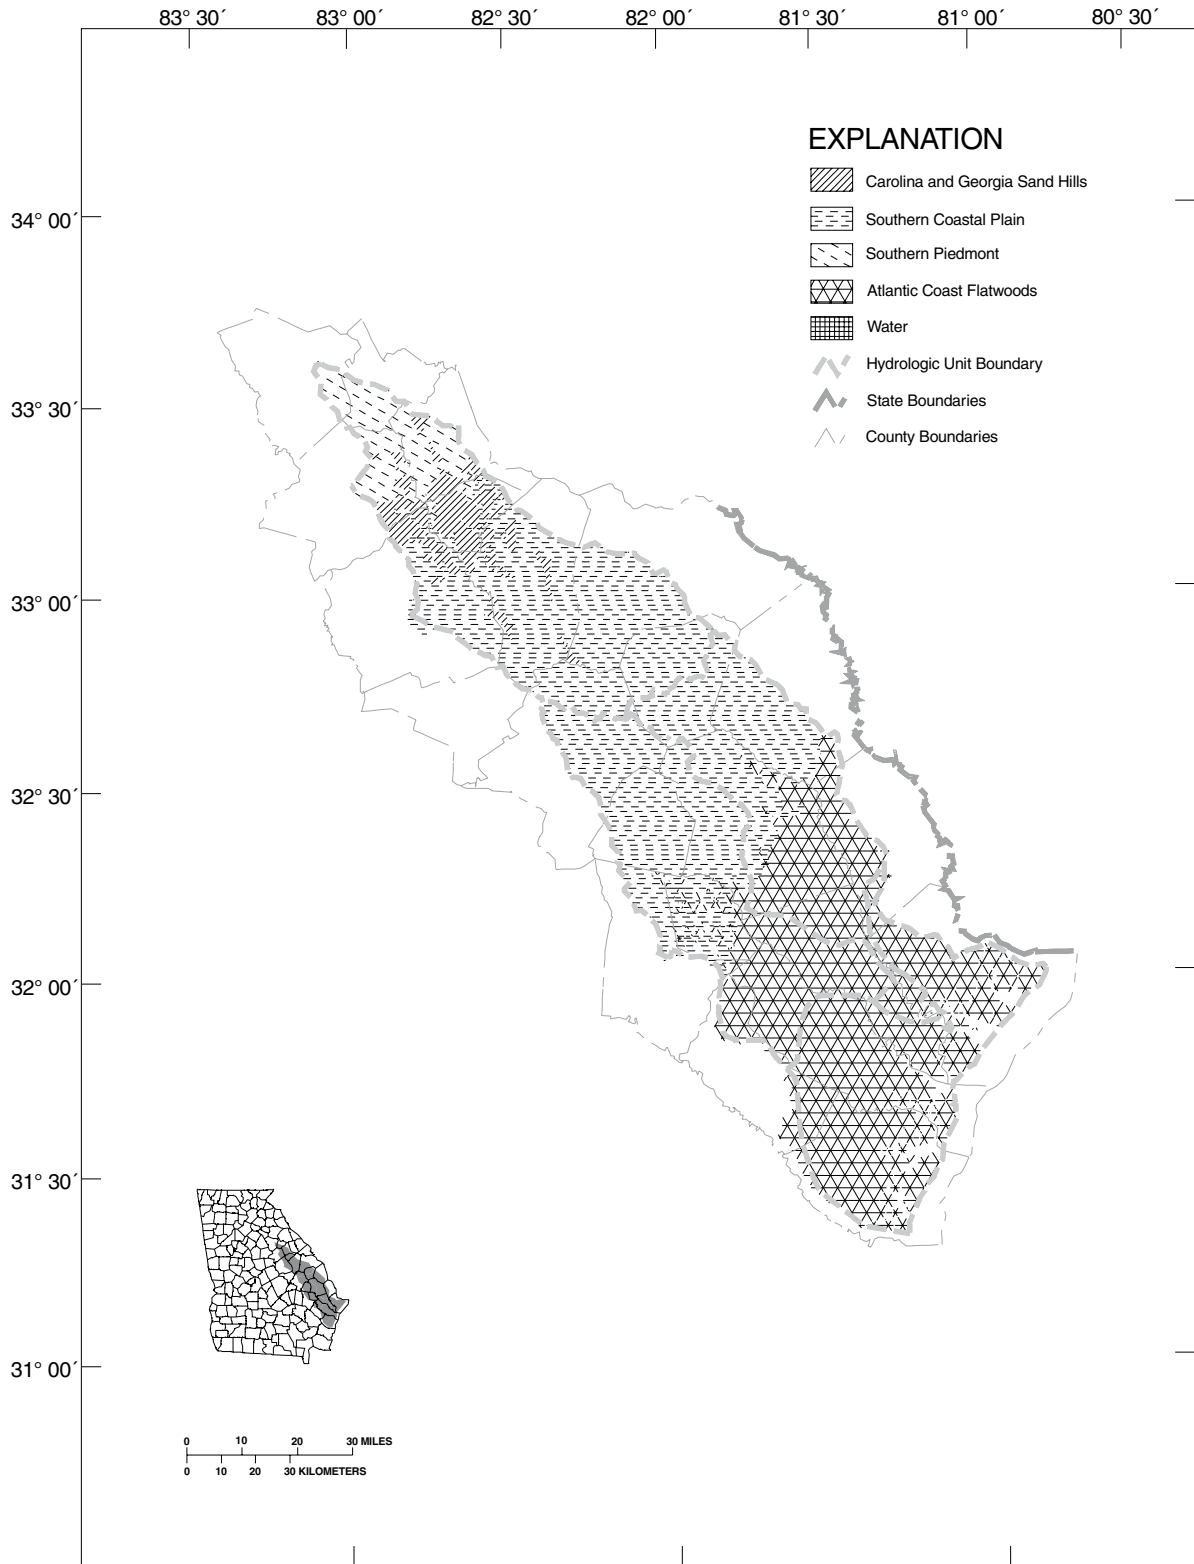 83° 30´ 83° 00´ 82° 30´ 82° 00´ 81° 30´ 81° 00´ 80° 30´
EXPLANATION
Carolina and Georgia Sand Hills
Southern Coastal Plain
Southern Piedmont
Atlantic Coast Flatwoods
Water
Hydrologic Unit Boundary
State Boundaries
County Boundaries
34° 00´
33° 30´
33° 00´
32° 30´
32° 00´
31° 30´
31° 00´
0 10 20 30 MILES
0 10 20 30 KILOMETERS